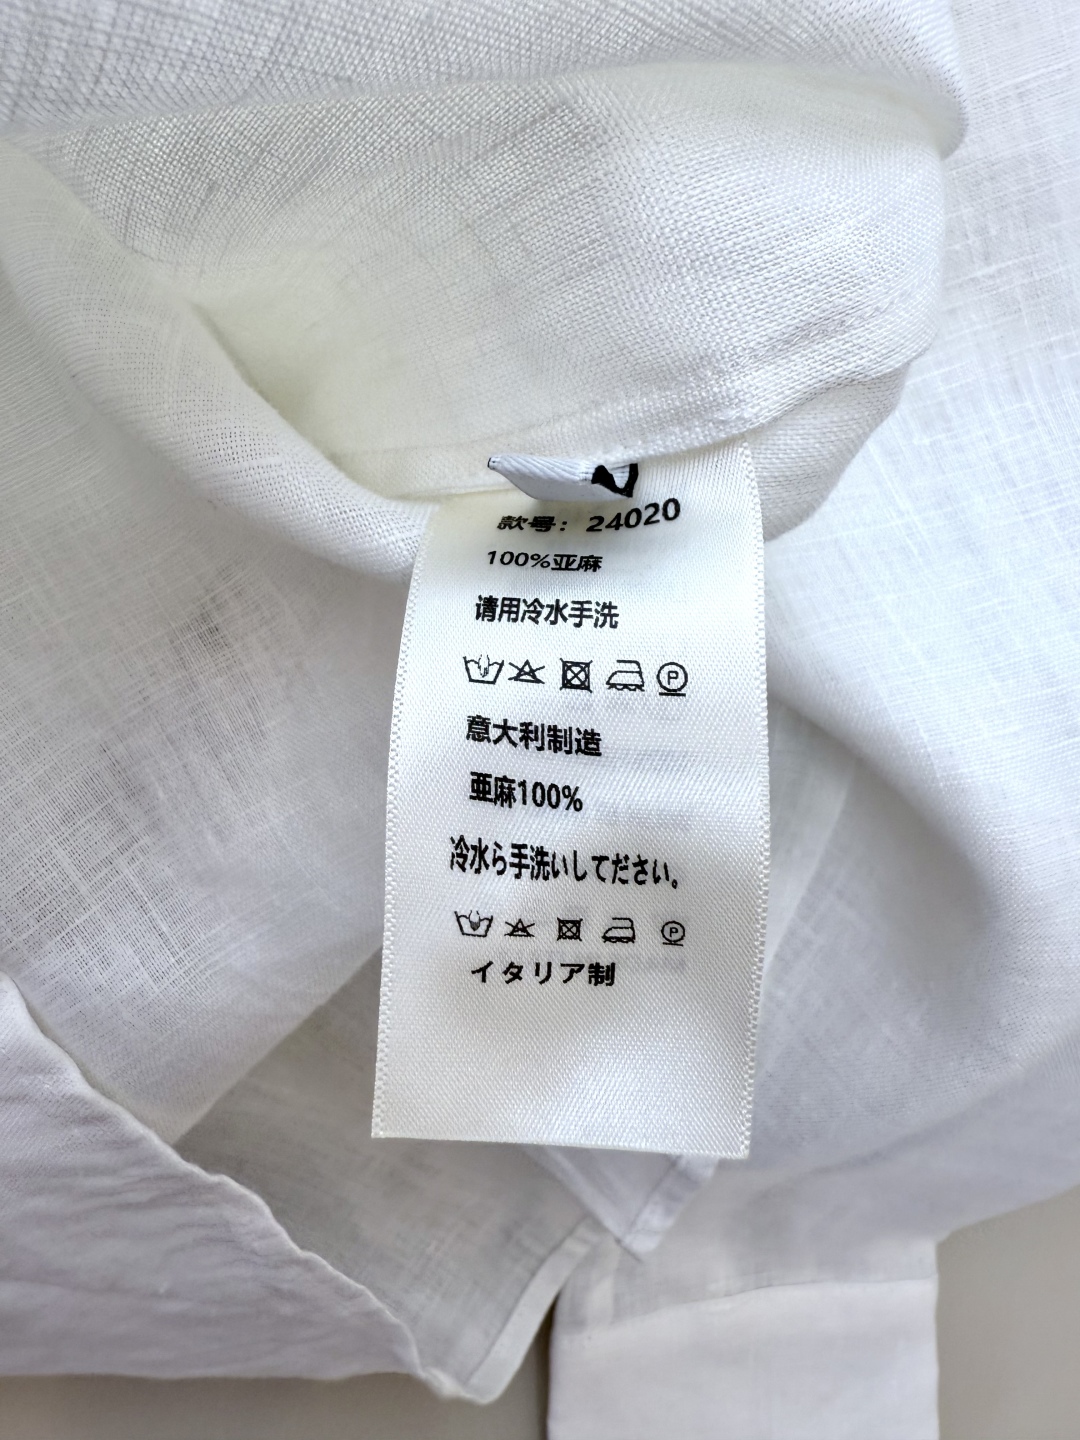 款号：24020
100%亚麻
请用冷水手洗
P
意大利制造
亜麻100%
冷水ら手洗いしてださい。
P
イタリア制